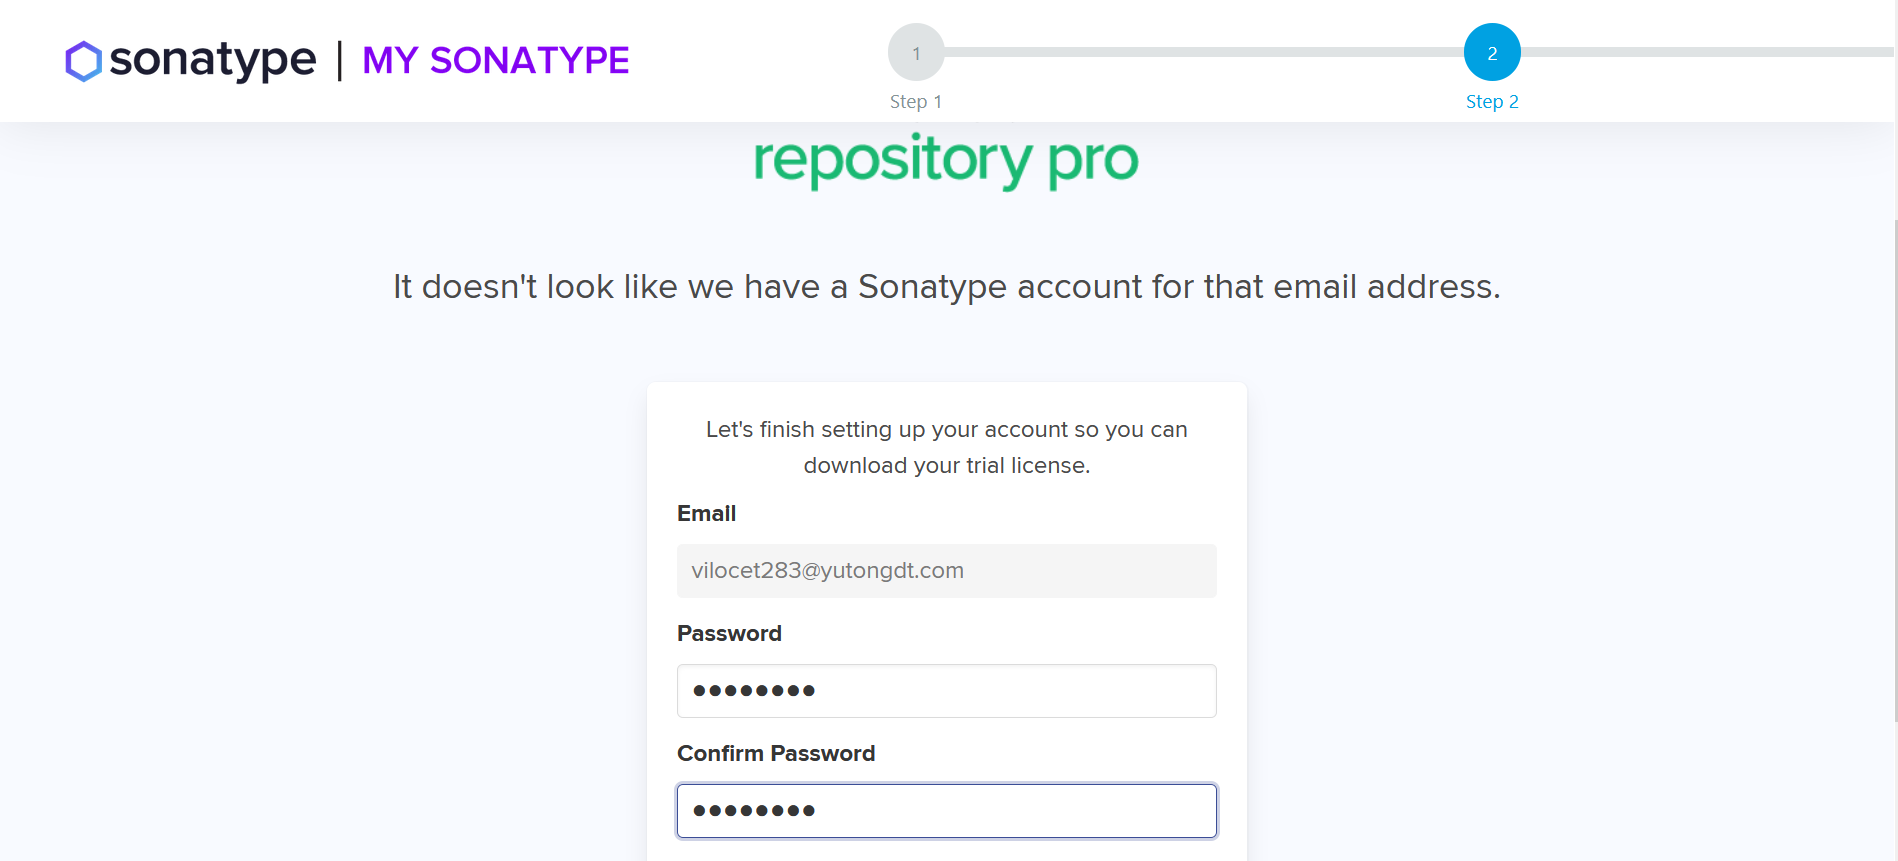 sonatype | MY SONATYPE
1
2
Step 1
Step 2
repository pro
It doesn't look like we have a Sonatype account for that email address.
Let's finish setting up your account so you can
download your trial license.
Email
vilocet283@yutongdt.com
Password
●●●●●●●●
Confirm Password
●●●●●●●●